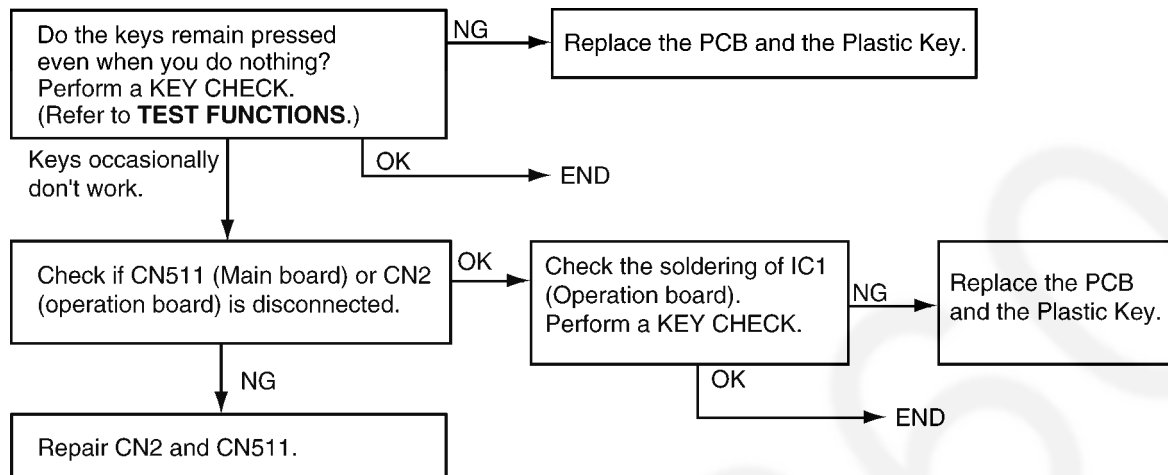 Do the keys remain pressed
even when you do nothing?
Perform a KEY CHECK.
(Refer to TEST FUNCTIONS.)
NG
Replace the PCB and the Plastic Key.
Keys occasionally
don't work.
OK
END
Check if CN511 (Main board) or CN2
(operation board) is disconnected.
OK
Check the soldering of IC1
(Operation board).
Perform a KEY CHECK.
NG
Replace the PCB
and the Plastic Key.
NG
OK
END
Repair CN2 and CN511.